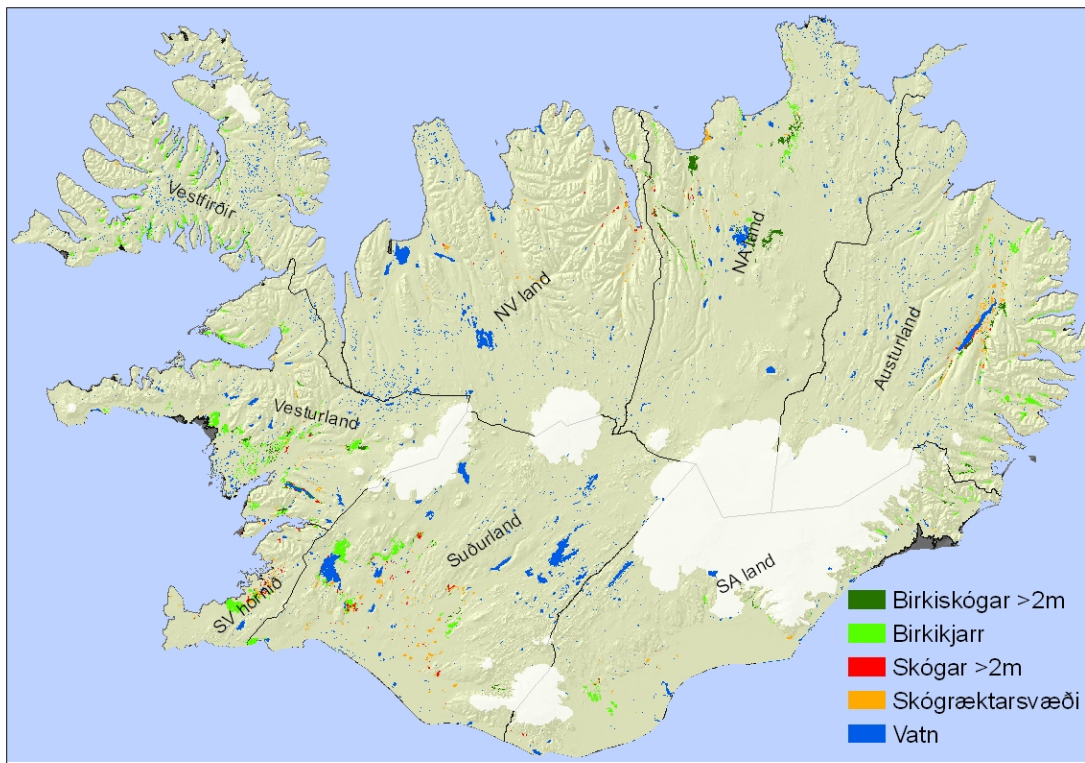 Vestfirðir
NV land
NA land
Austurland
Vesturland
Suðurland
SA land
SV hornið
Birkiskógar >2m
Birkikjarr
Skógar >2m
Skógræktarsvæði
Vatn